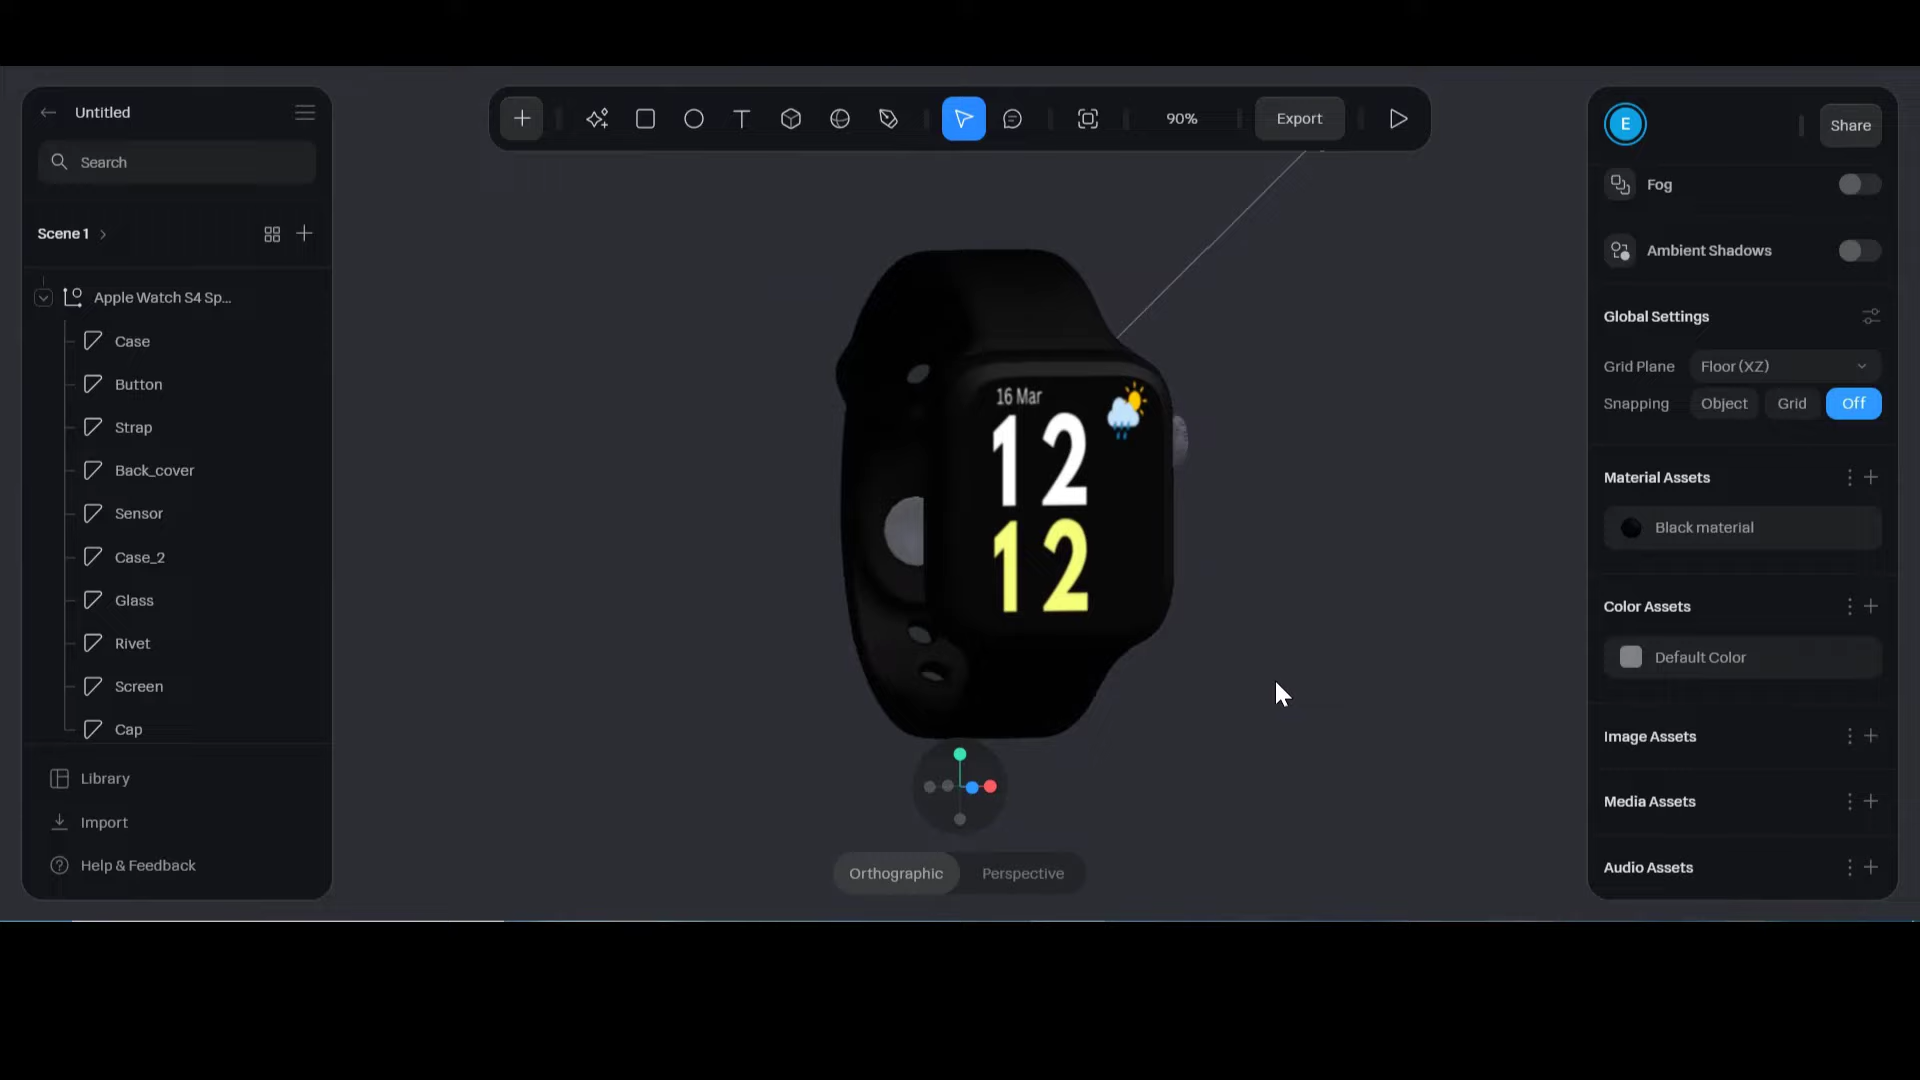 Untitled
Search
Scene 1
Apple Watch S4 Sp...
Case
Button
Strap
Back_cover
Sensor
Case_2
Glass
Rivet
Screen
Cap
Library
Import
Help & Feedback
90%
Export
16 Mar
12
12
Orthographic
Perspective
E
Share
Fog
Ambient Shadows
Global Settings
Grid Plane Floor (XZ)
Snapping Object Grid Off
Material Assets
Black material
Color Assets
Default Color
Image Assets
Media Assets
Audio Assets